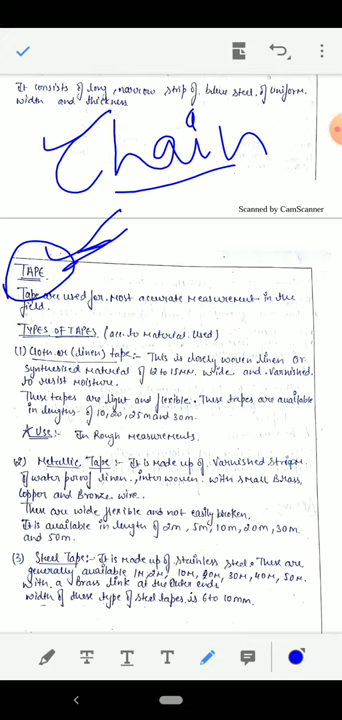 It consists of long, narrow strip of blue steel of uniform
width and thickness.
Chain
Scanned by CamScanner
TAPE
Tape are used for most accurate measurement in the
field.
TYPES OF TAPES (acc. to Material Used)
(1) Cloth or (linen) tape :- This is closely woven linen or
synthesised material of 12 to 15mm wide and varnished
to resist moisture.
These tapes are light and flexible. These tapes are available
in lengths of 10, 20, 25m and 30m.
* Use :- In Rough Measurements.
(2) Metallic Tape :- It is made up of varnished strip
of water proof linen, interwoven with small Brass,
Copper and Bronze wire.
These are wide flexible and not easily broken.
It is available in length of 2m, 5m, 10m, 20m, 30m
and 50m.
(3) Steel Tape:- It is made up of stainless steel. These are
generally available 1m, 2m, 10m, 20m, 30m, 40m, 50m.
With a Brass link at the outer end.
width of these type of steel tapes is 6 to 10mm.
T T T